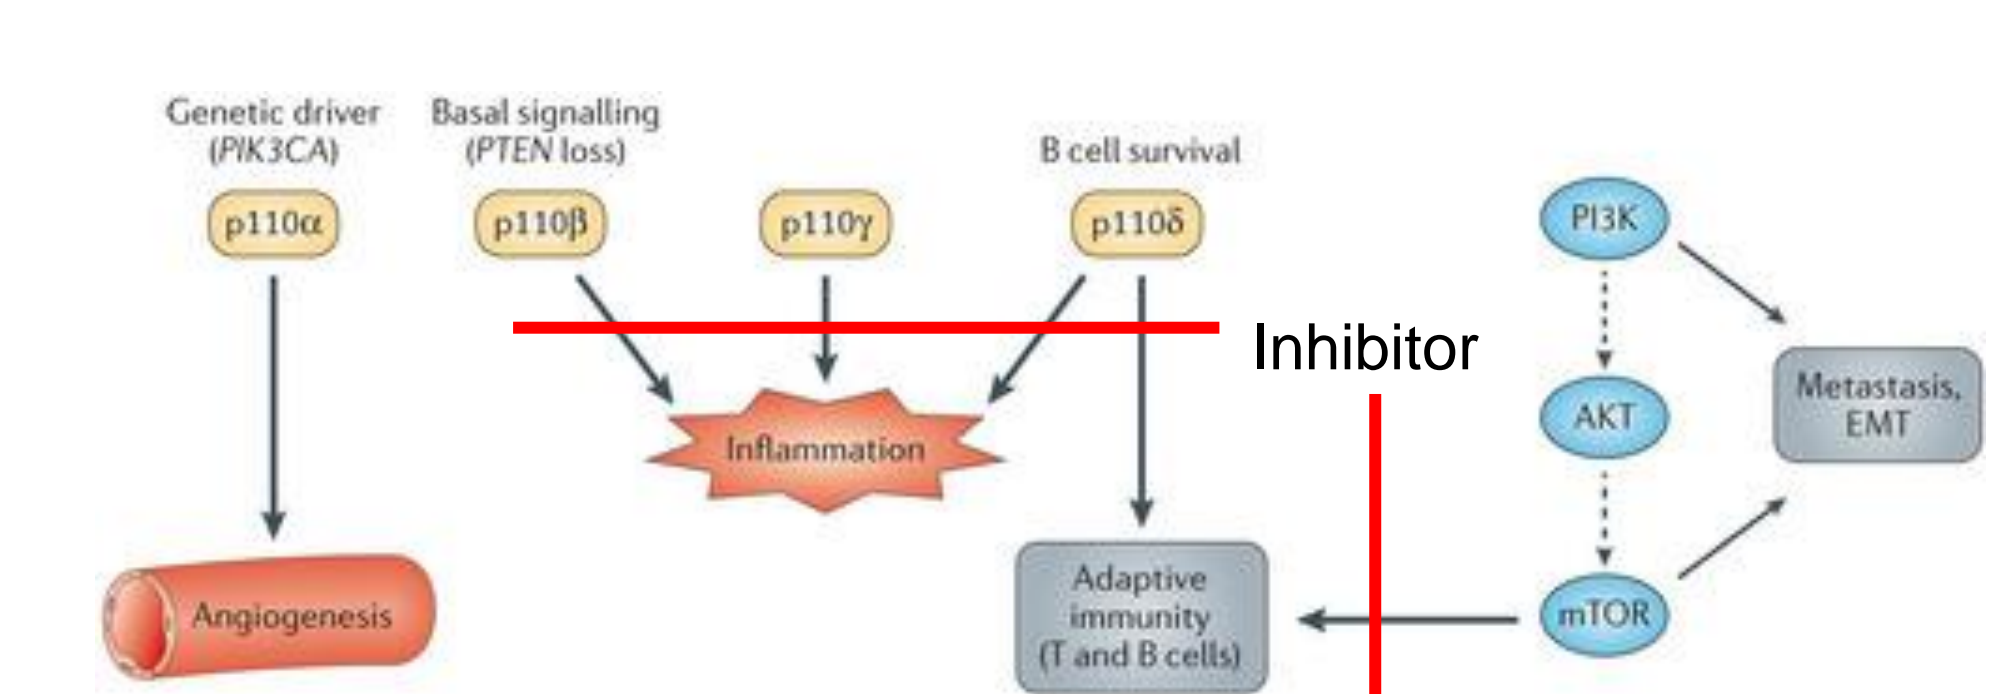 Genetic driver
(PIK3CA)
Basal signalling
(PTEN loss)
B cell survival
p110α
p110β
p110γ
p110δ
PI3K
Inhibitor
Metastasis,
EMT
AKT
Inflammation
Adaptive
immunity
(T and B cells)
Angiogenesis
mTOR